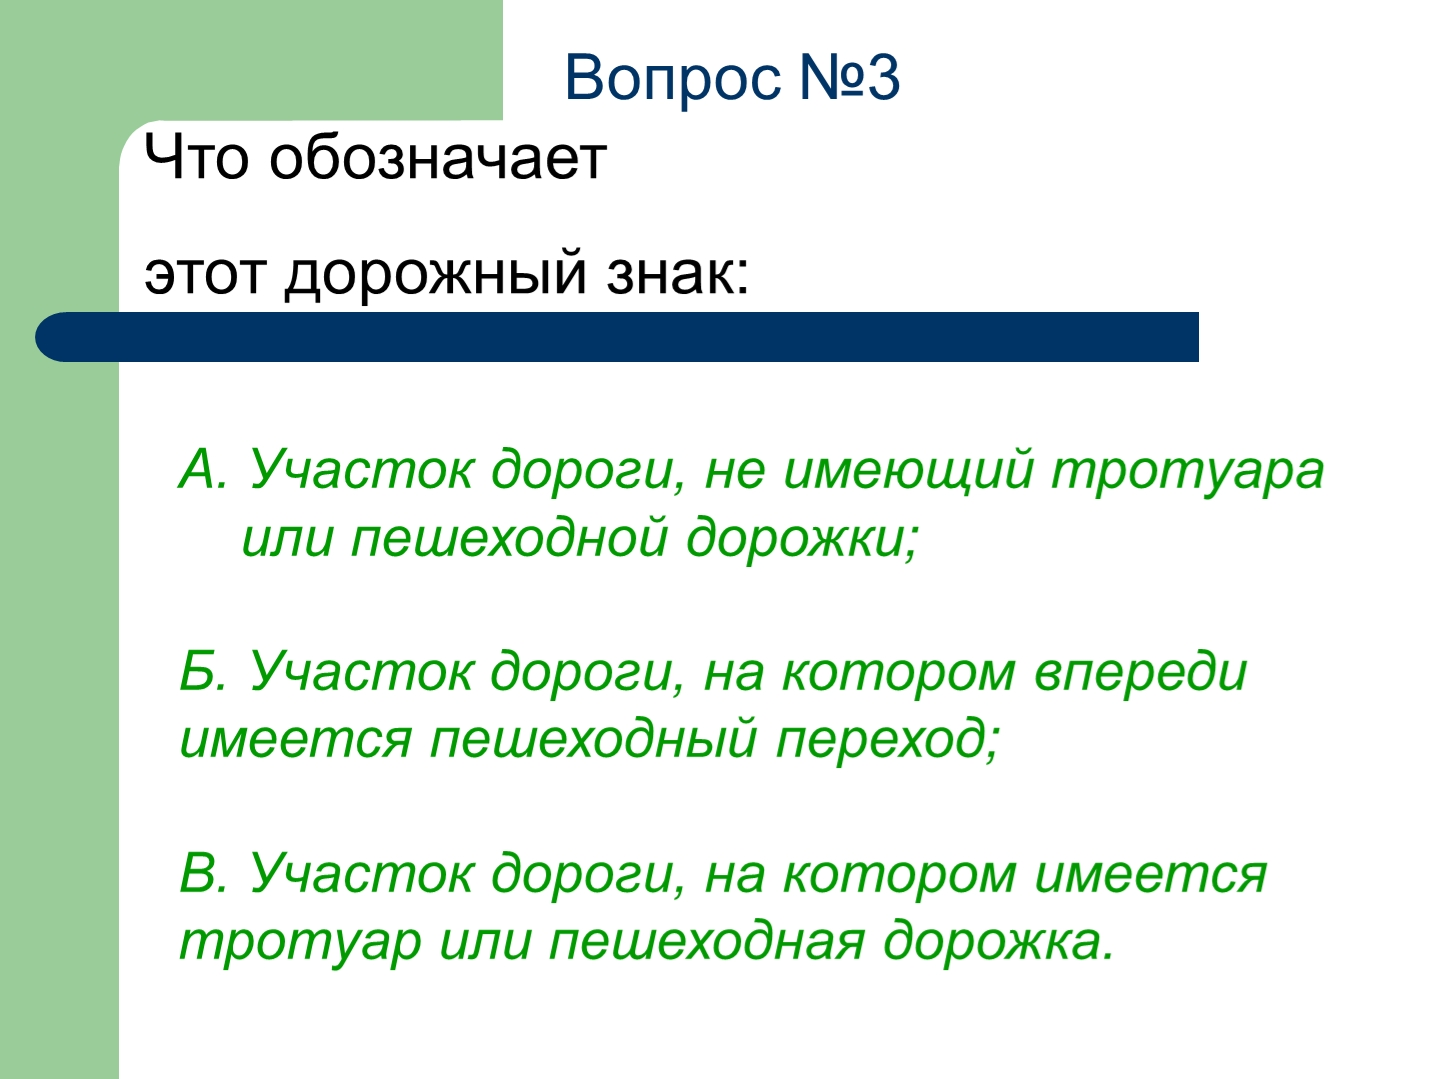 Вопрос №3
Что обозначает
этот дорожный знак:
А. Участок дороги, не имеющий тротуара
или пешеходной дорожки;
Б. Участок дороги, на котором впереди
имеется пешеходный переход;
В. Участок дороги, на котором имеется
тротуар или пешеходная дорожка.